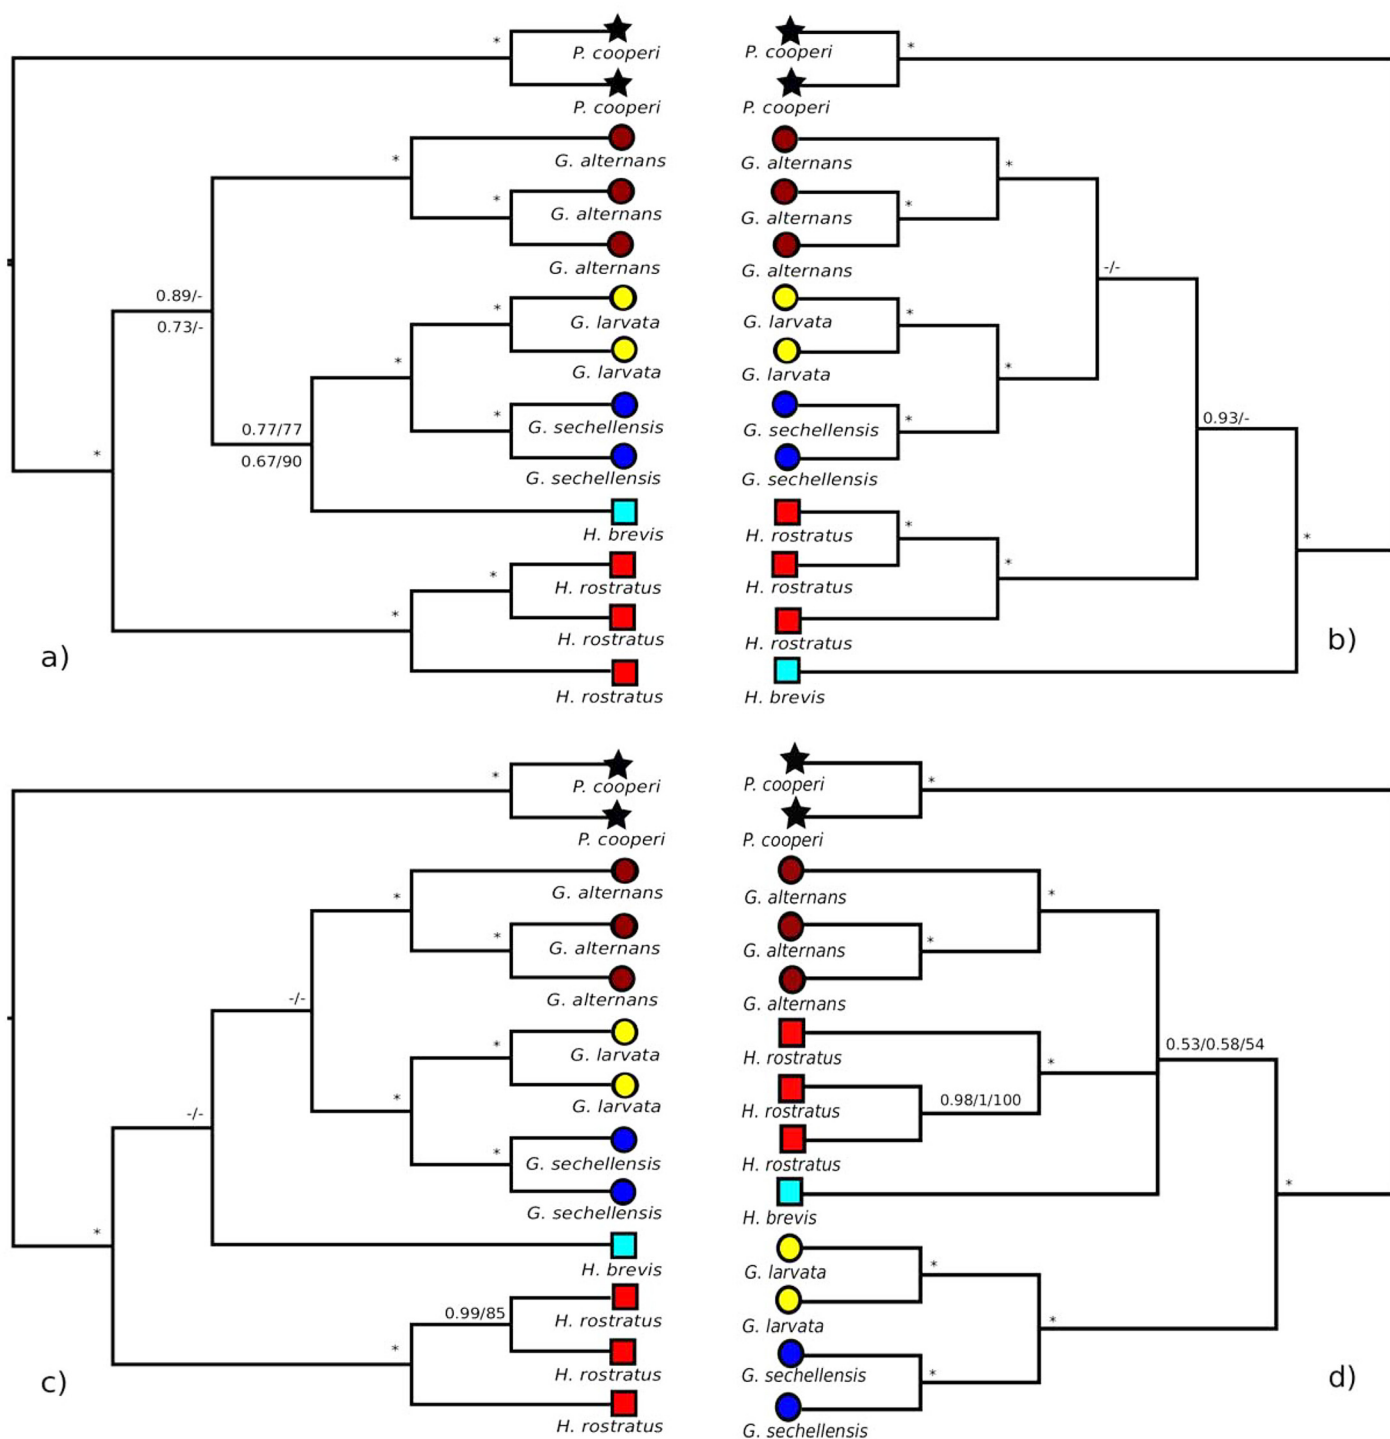 *
P. cooperi
P. cooperi
*
G. alternans
*
G. alternans
G. alternans
0.89/-
0.73/-
*
G. larvata
G. larvata
*
0.77/77
0.67/90
*
G. sechellensis
G. sechellensis
H. brevis
*
*
H. rostratus
*
H. rostratus
H. rostratus
a)
P. cooperi
*
P. cooperi
G. alternans
*
G. alternans
*
G. alternans
-/-
G. larvata
*
G. larvata
*
G. sechellensis
*
0.93/-
G. sechellensis
H. rostratus
*
*
H. rostratus
*
H. rostratus
H. brevis
b)
*
P. cooperi
P. cooperi
*
G. alternans
*
G. alternans
G. alternans
-/-
*
G. larvata
G. larvata
*
-/-
*
G. sechellensis
G. sechellensis
*
H. brevis
0.99/85
H. rostratus
*
H. rostratus
H. rostratus
c)
P. cooperi
*
P. cooperi
G. alternans
*
G. alternans
*
G. alternans
0.53/0.58/54
H. rostratus
*
H. rostratus
0.98/1/100
H. rostratus
H. brevis
*
G. larvata
*
G. larvata
*
G. sechellensis
*
G. sechellensis
d)